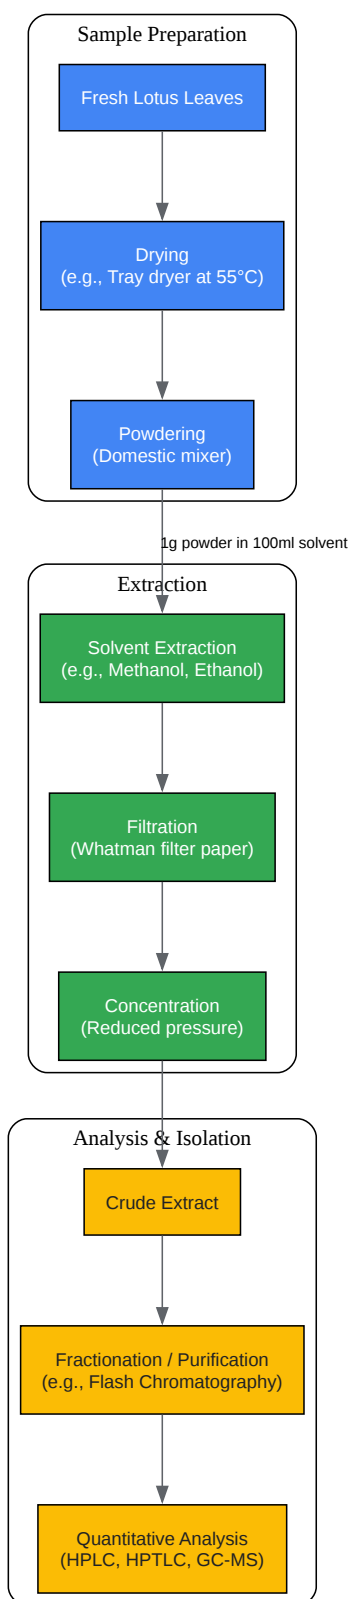 Sample Preparation
Fresh Lotus Leaves
Drying
(e.g., Tray dryer at 55°C)
Powdering
(Domestic mixer)
1g powder in 100ml solvent
Extraction
Solvent Extraction
(e.g., Methanol, Ethanol)
Filtration
(Whatman filter paper)
Concentration
(Reduced pressure)
Analysis & Isolation
Crude Extract
Fractionation / Purification
(e.g., Flash Chromatography)
Quantitative Analysis
(HPLC, HPTLC, GC-MS)